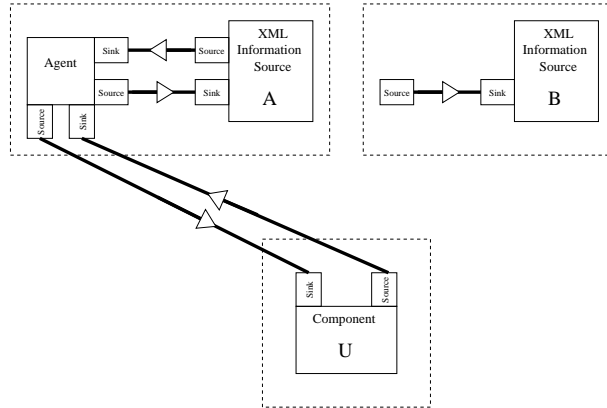 XML
Information
Source
A
Agent
Sink
Source
Source
Sink
Source
Sink
XML
Information
Source
B
Source
Sink
Sink
Source
Component
U